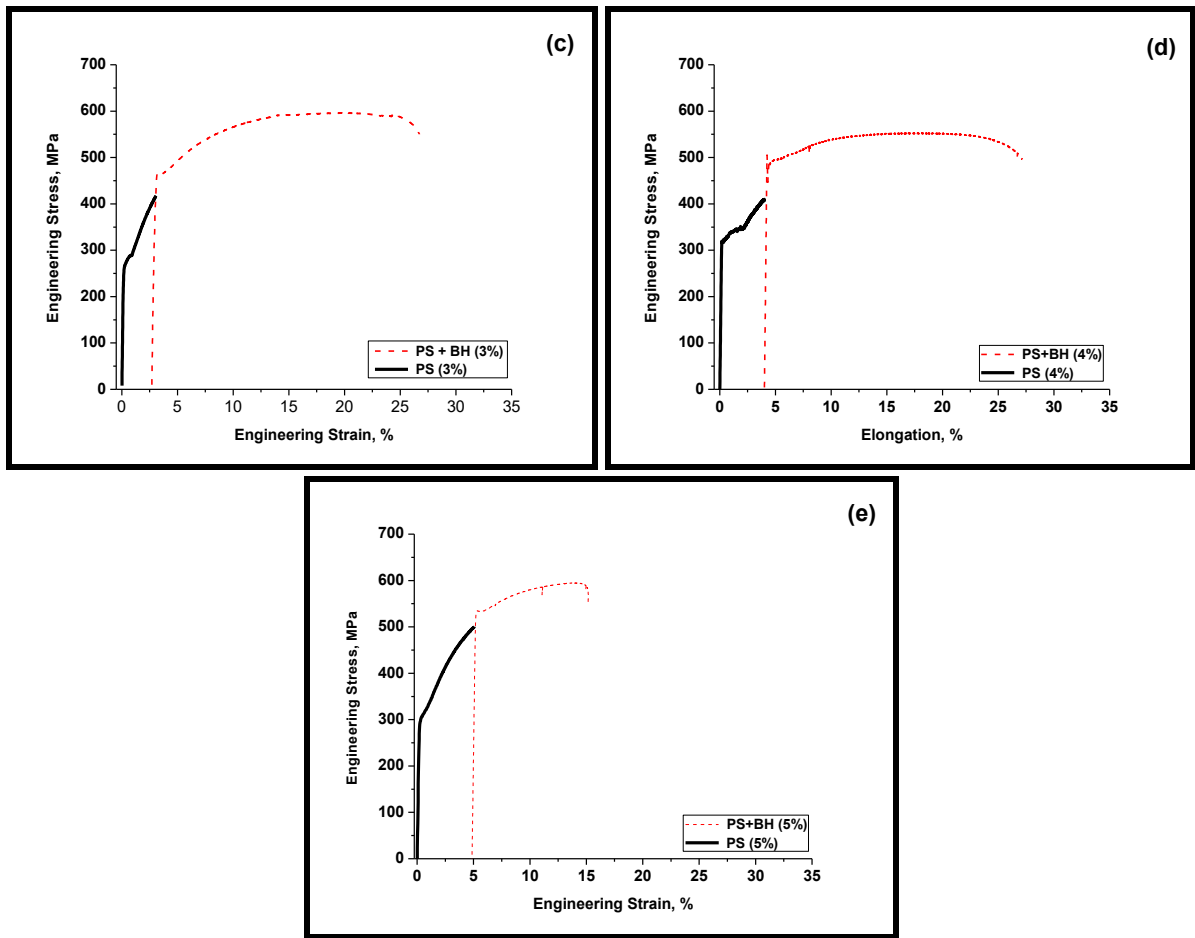 (c)
700
600
500
400
300
200
100
0
Engineering Stress, MPa
PS + BH (3%)
PS (3%)
0 5 10 15 20 25 30 35
Engineering Strain, %
(d)
700
600
500
400
300
200
100
0
Engineering Stress, MPa
PS+BH (4%)
PS (4%)
0 5 10 15 20 25 30 35
Elongation, %
(e)
700
600
500
400
300
200
100
0
Engineering Stress, MPa
PS+BH (5%)
PS (5%)
0 5 10 15 20 25 30 35
Engineering Strain, %